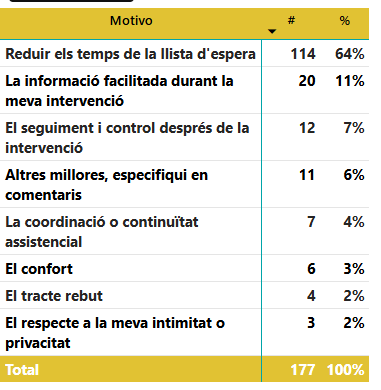 Motivo # %
Reduir els temps de la llista d'espera 114 64%
La informació facilitada durant la 20 11%
meva intervenció
El seguiment i control després de la 12 7%
intervenció
Altres millores, especifiqui en 11 6%
comentaris
La coordinació o continuïtat 7 4%
assistencial
El confort 6 3%
El tracte rebut 4 2%
El respecte a la meva intimitat o 3 2%
privacitat
Total 177 100%